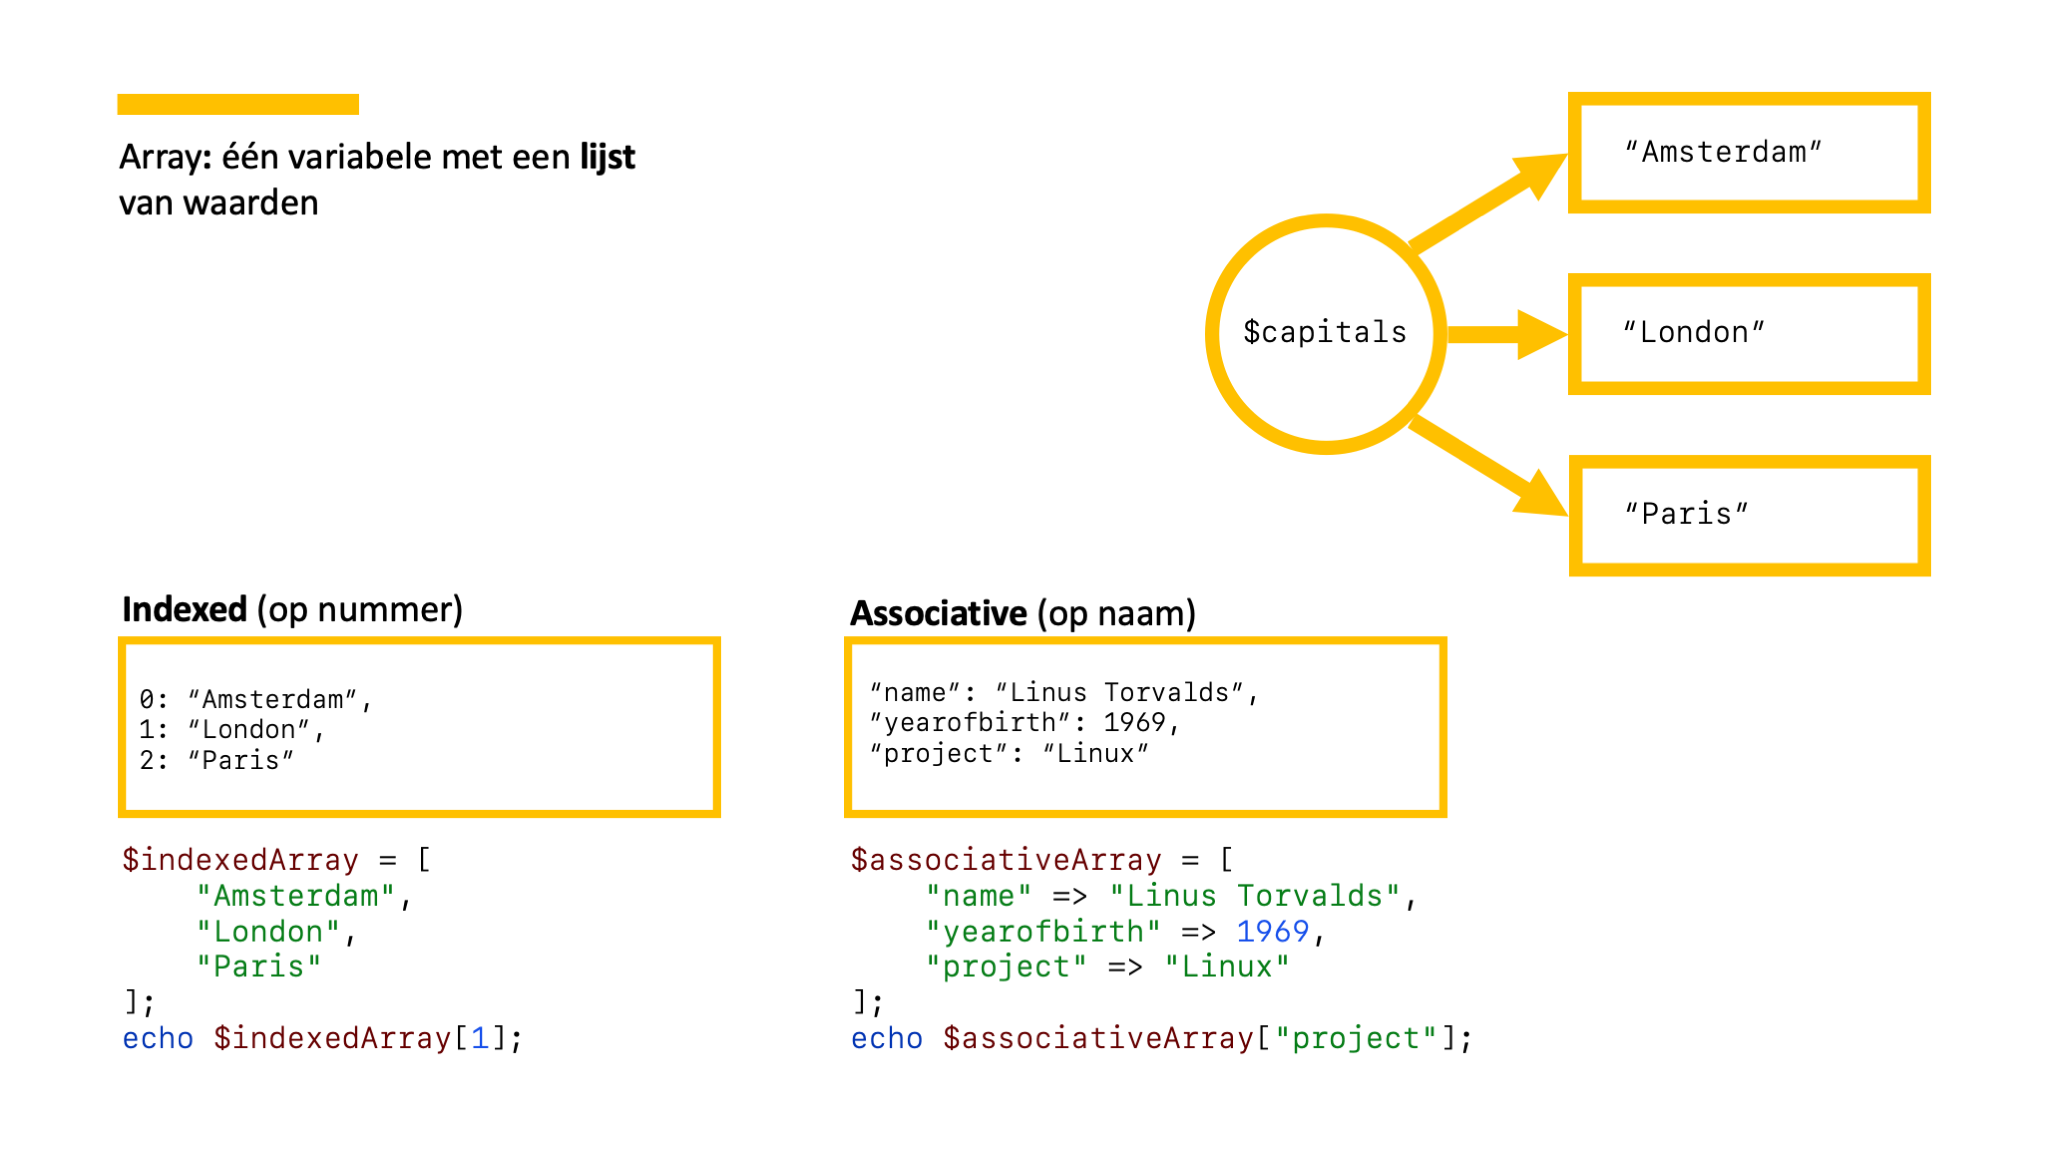 Array: één variabele met een lijst
van waarden
$capitals
“Amsterdam”
“London”
“Paris”
Indexed (op nummer)
0: “Amsterdam”,
1: “London”,
2: “Paris”
$indexedArray = [
    "Amsterdam",
    "London",
    "Paris"
];
echo $indexedArray[1];
Associative (op naam)
“name”: “Linus Torvalds”,
“yearofbirth”: 1969,
“project”: “Linux”
$associativeArray = [
    "name" => "Linus Torvalds",
    "yearofbirth" => 1969,
    "project" => "Linux"
];
echo $associativeArray["project"];